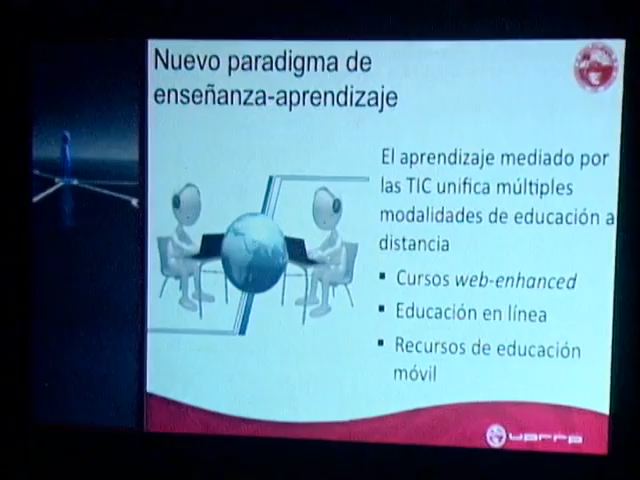 Nuevo paradigma de
enseñanza-aprendizaje
El aprendizaje mediado por
las TIC unifica múltiples
modalidades de educación a
distancia
▪ Cursos web-enhanced
▪ Educación en línea
▪ Recursos de educación
móvil